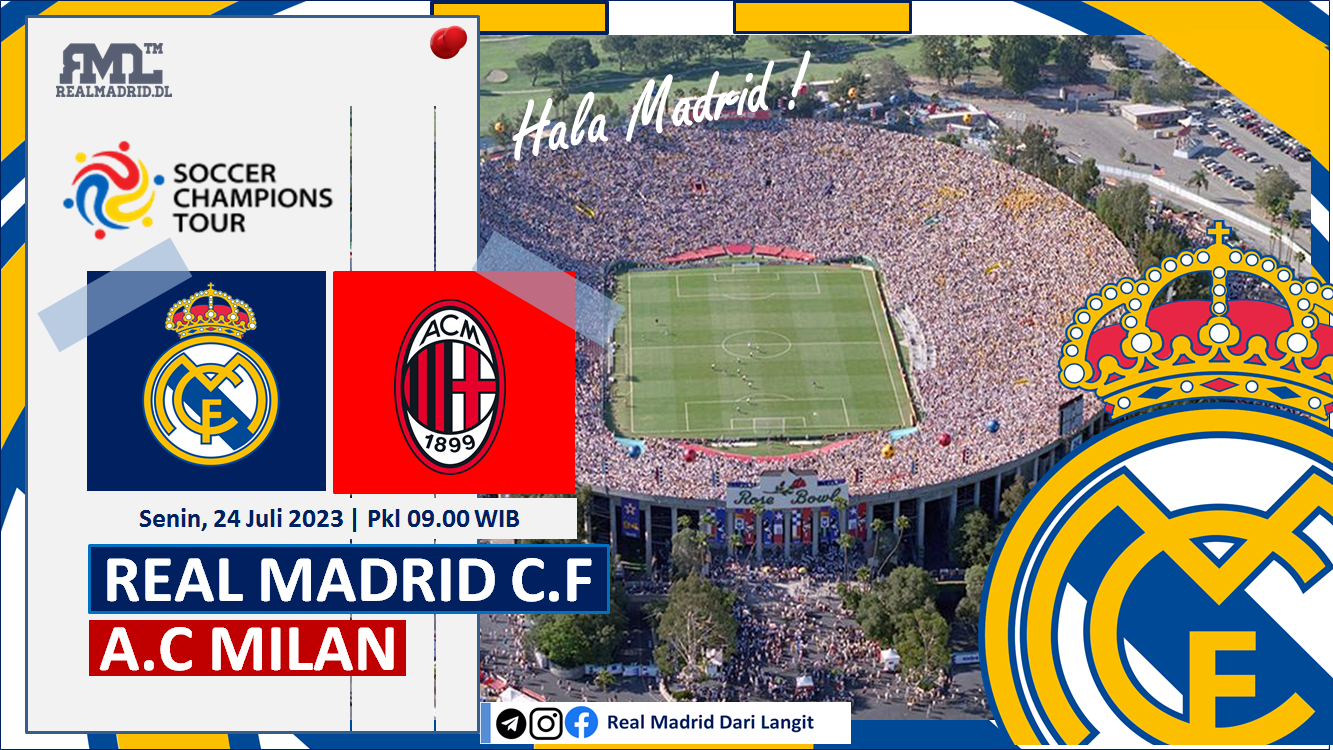 RML™
REALMADRID.DL
SOCCER
CHAMPIONS
TOUR
Hala Madrid !
ACM
1899
Senin, 24 Juli 2023 | Pkl 09.00 WIB
REAL MADRID C.F
A.C MILAN
Rose Bowl
Real Madrid Dari Langit